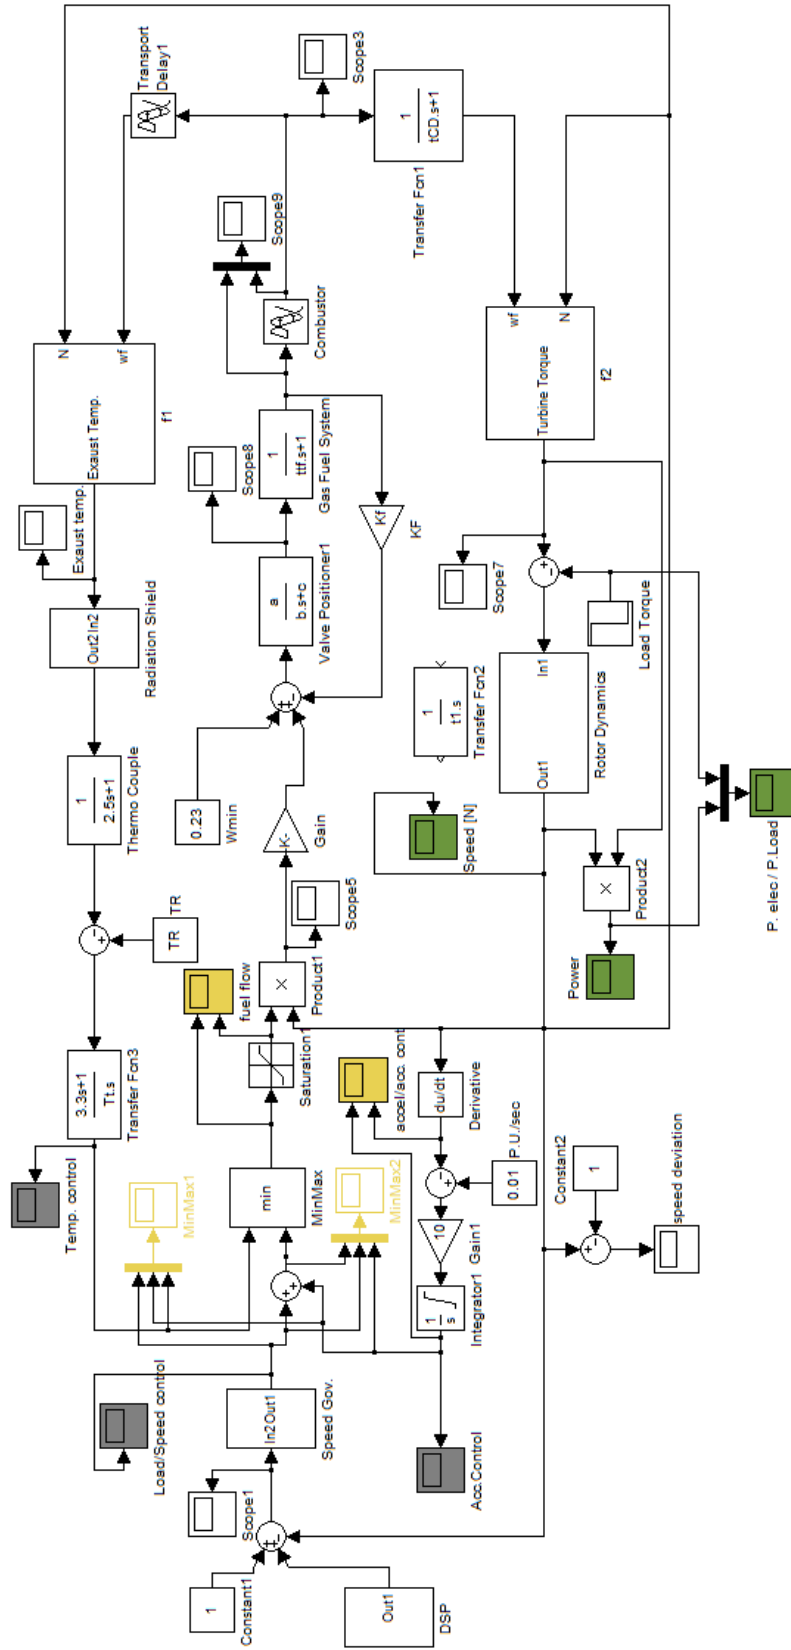 Temp. control
3.3s+1
Tt.s
Transfer Fcn3
TR
TR
+
-
1
2.5s+1
Thermo Couple
Out2 In2
Radiation Shield
Exaust temp.
Exaust Temp.
N
wf
f1
Transport
Delay1
MinMax1
Load/Speed control
In2 Out1
Speed Gov.
Scope1
1
Constant1
Out1
DSP
min
MinMax
MinMax2
fuel flow
Saturation1
×
Product1
Scope5
K-
Gain
0.23
Wmin
a
b.s+c
Valve Positioner1
Scope8
1
ttf.s+1
Gas Fuel System
Kf
KF
Combustor
Scope9
Scope3
1
tCD.s+1
Transfer Fcn1
Acc.Control
1
s
Integrator1
10
Gain1
0.01
P.U./sec
du/dt
Derivative
accel/acc. cont
Speed [N]
1
t1.s
Transfer Fcn2
Out1
In1
Rotor Dynamics
Scope7
Load Torque
Turbine Torque
wf
N
f2
Constant2
1
speed deviation
Power
×
Product2
P. elec / P.Load